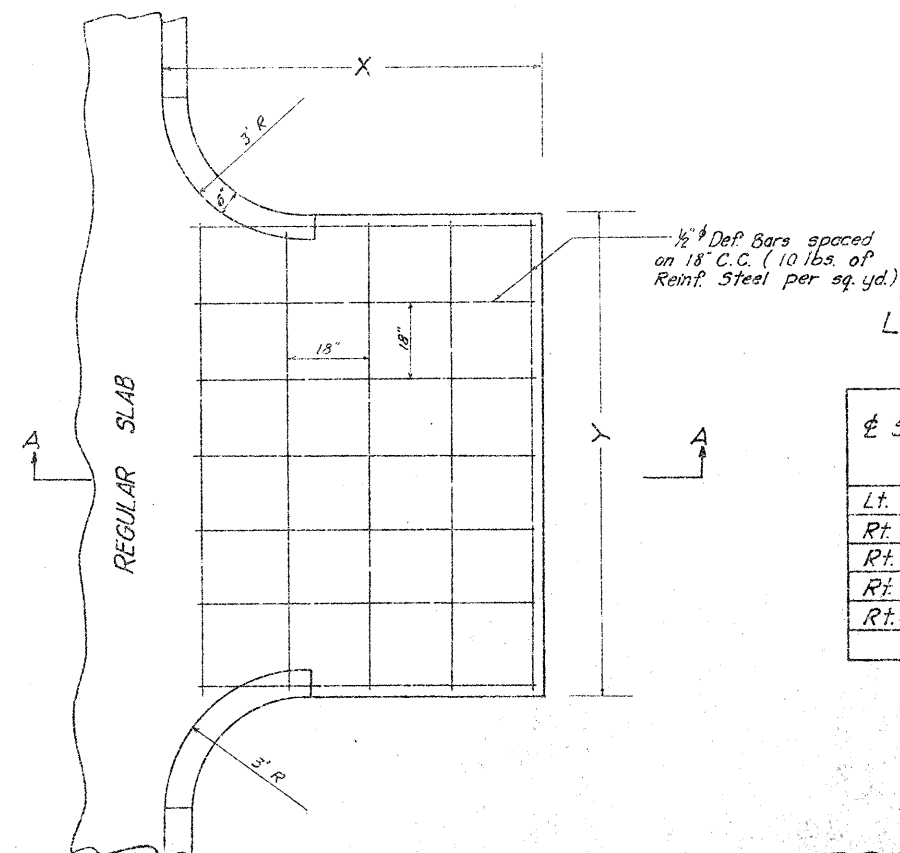 X
3' R
6"
½"ϕ Def. Bars spaced
on 18" C.C. ( 10 lbs. of
Reinf. Steel per sq. yd.)
L
18"
18"
REGULAR SLAB
Y
A
A
₵ S
Lt.
Rt.
Rt.
Rt.
Rt.
3' R